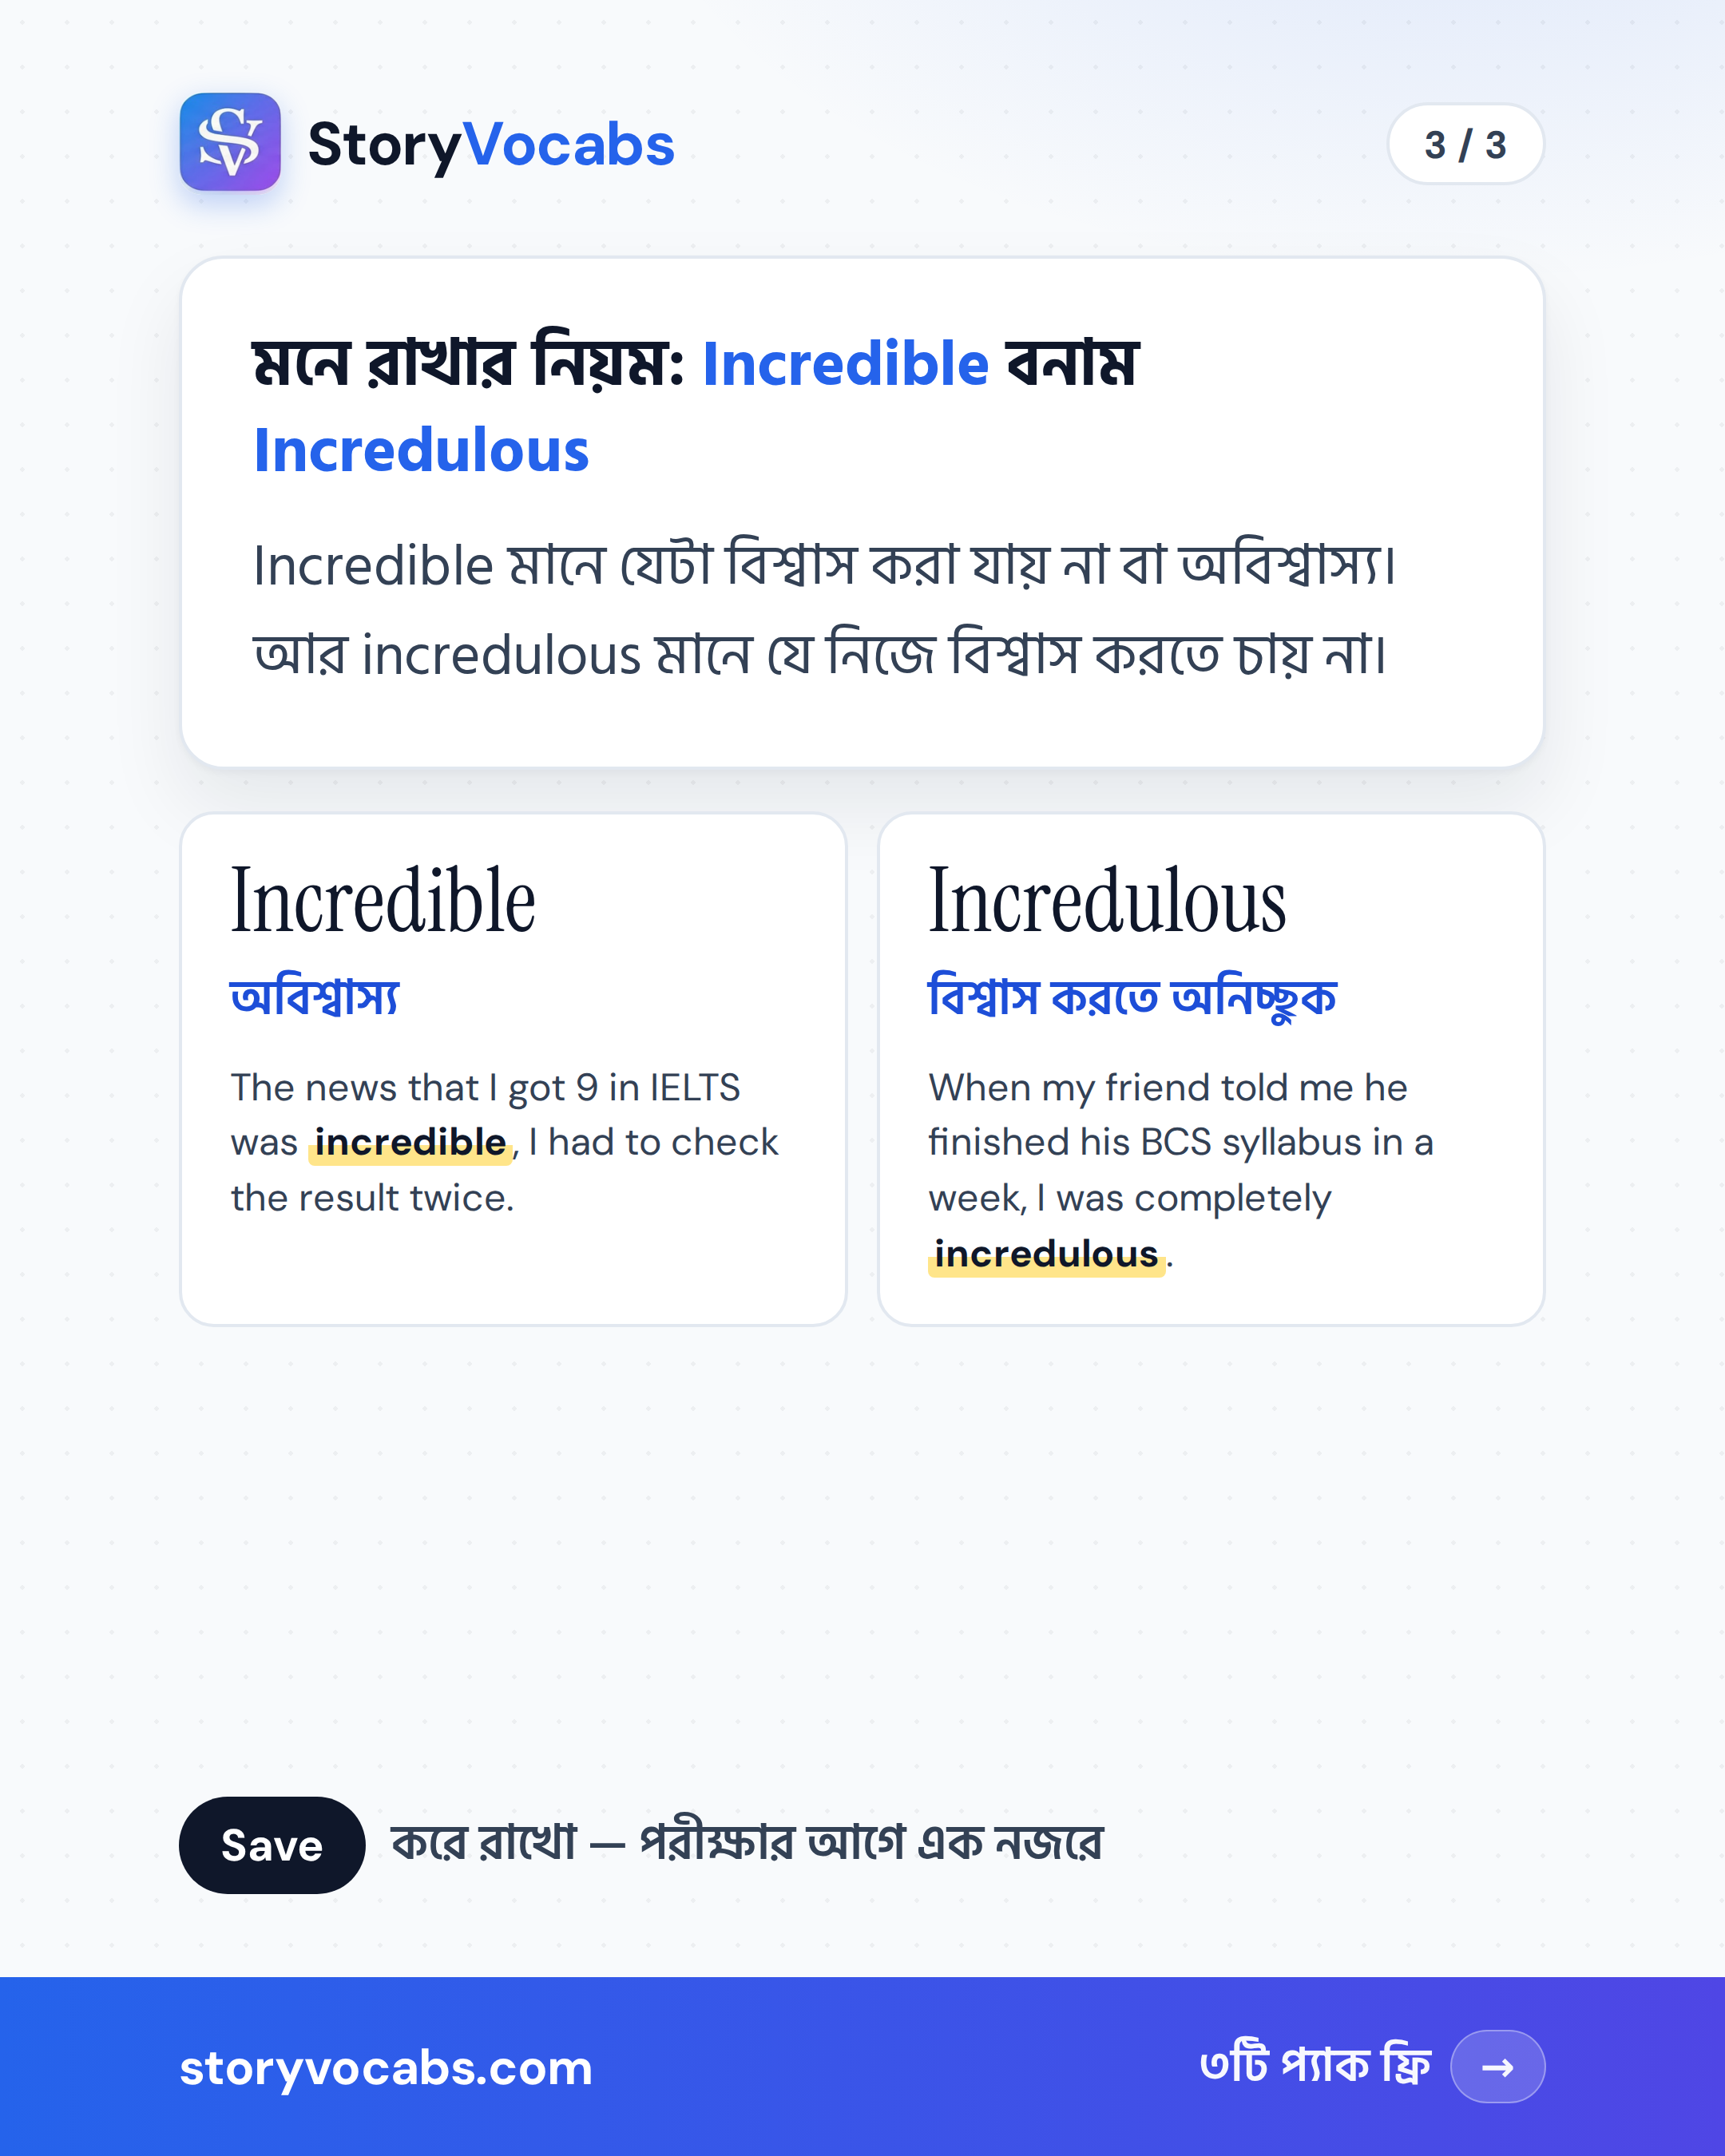 StoryVocabs
3 / 3
মনে রাখার নিয়ম: Incredible বনাম
Incredulous
Incredible মানে যেটা বিশ্বাস করা যায় না বা অবিশ্বাস্য।
আর incredulous মানে যে নিজে বিশ্বাস করতে চায় না।
Incredible
অবিশ্বাস্য
The news that I got 9 in IELTS
was incredible, I had to check
the result twice.
Incredulous
বিশ্বাস করতে অনিচ্ছুক
When my friend told me he
finished his BCS syllabus in a
week, I was completely
incredulous.
Save করে রাখো — পরীক্ষার আগে এক নজরে
storyvocabs.com
৩টি প্যাক ফ্রি →